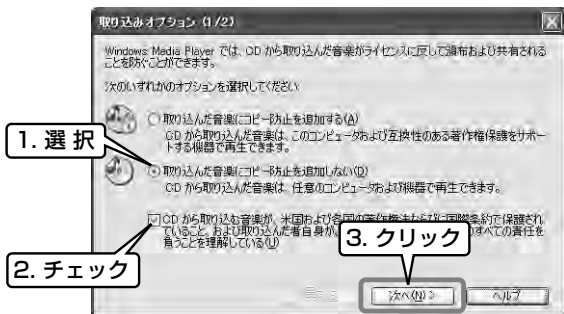 取り込みオプション (1/2)
Windows Media Player では、CD から取り込んだ音楽がライセンスに反して頒布および共有される
ことを防ぐことができます。
次のいずれかのオプションを選択してください
取り込んだ音楽にコピー防止を追加する(A)
CD から取り込んだ音楽は、このコンピュータおよび互換性のある著作権保護をサポー
トする機器で再生できます。
1. 選 択
取り込んだ音楽にコピー防止を追加しない(D)
CD から取り込んだ音楽は、任意のコンピュータおよび機器で再生できます。
CD から取り込む音楽が、米国および各国の著作権法ならびに国際条約で保護され
ていること、および取り込んだ者自身が、
のすべての責任を
負うことを理解している(U)
3. クリック
2. チェック
次へ(N) >
ヘルプ